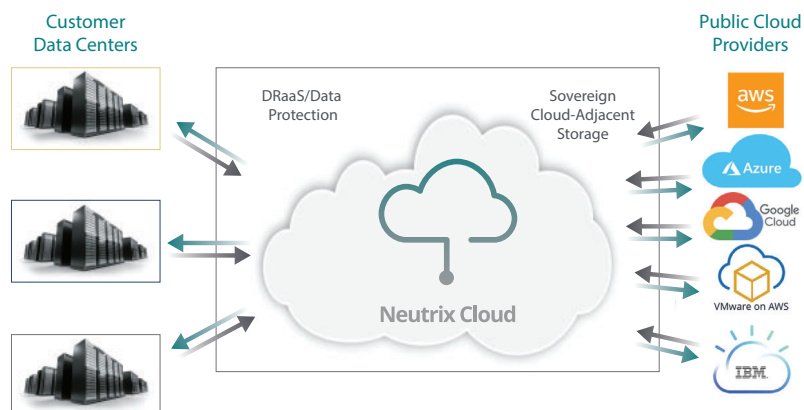 Customer
Data Centers
Public Cloud
Providers
DRaaS/Data
Protection
Sovereign
Cloud-Adjacent
Storage
aws
Azure
Google
Cloud
VMware on AWS
IBM
Neutrix Cloud